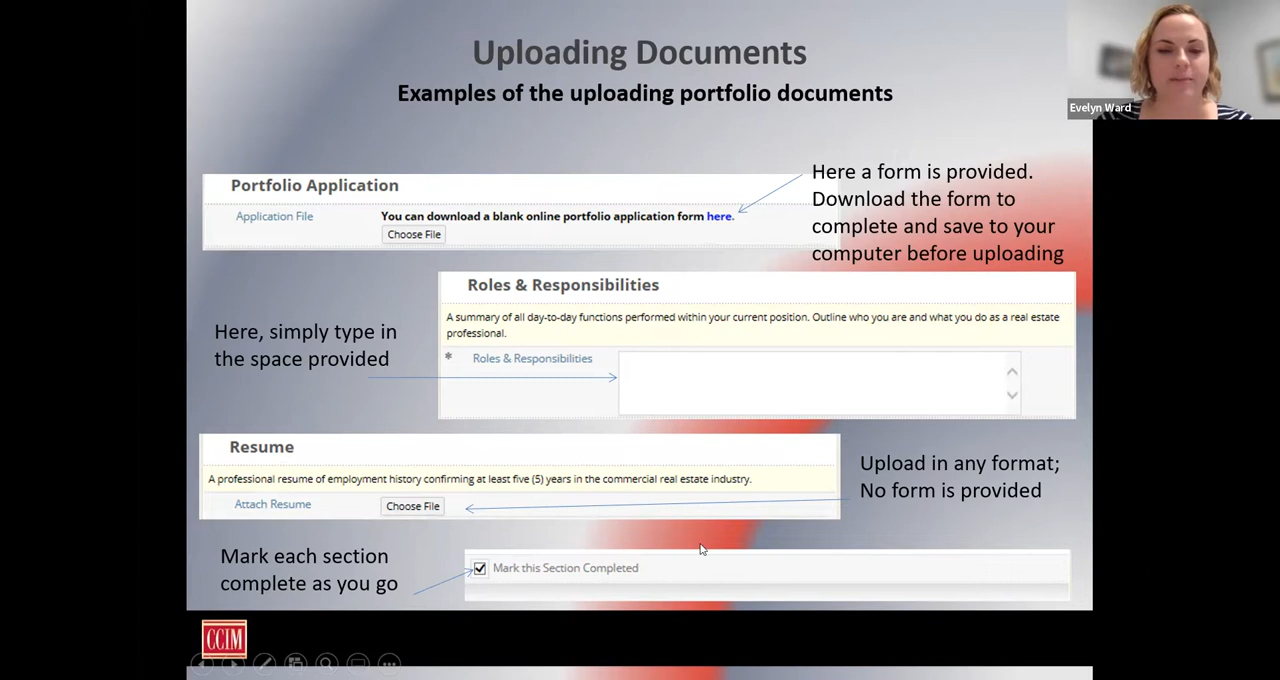 Uploading Documents
Examples of the uploading portfolio documents
Evelyn Ward
Portfolio Application
Application File
You can download a blank online portfolio application form here.
Choose File
Here a form is provided.
Download the form to
complete and save to your
computer before uploading
Roles & Responsibilities
A summary of all day-to-day functions performed within your current position. Outline who you are and what you do as a real estate
professional.
* Roles & Responsibilities
Here, simply type in
the space provided
Resume
A professional resume of employment history confirming at least five (5) years in the commercial real estate industry.
Attach Resume
Choose File
Upload in any format;
No form is provided
Mark each section
complete as you go
Mark this Section Completed
CCIM